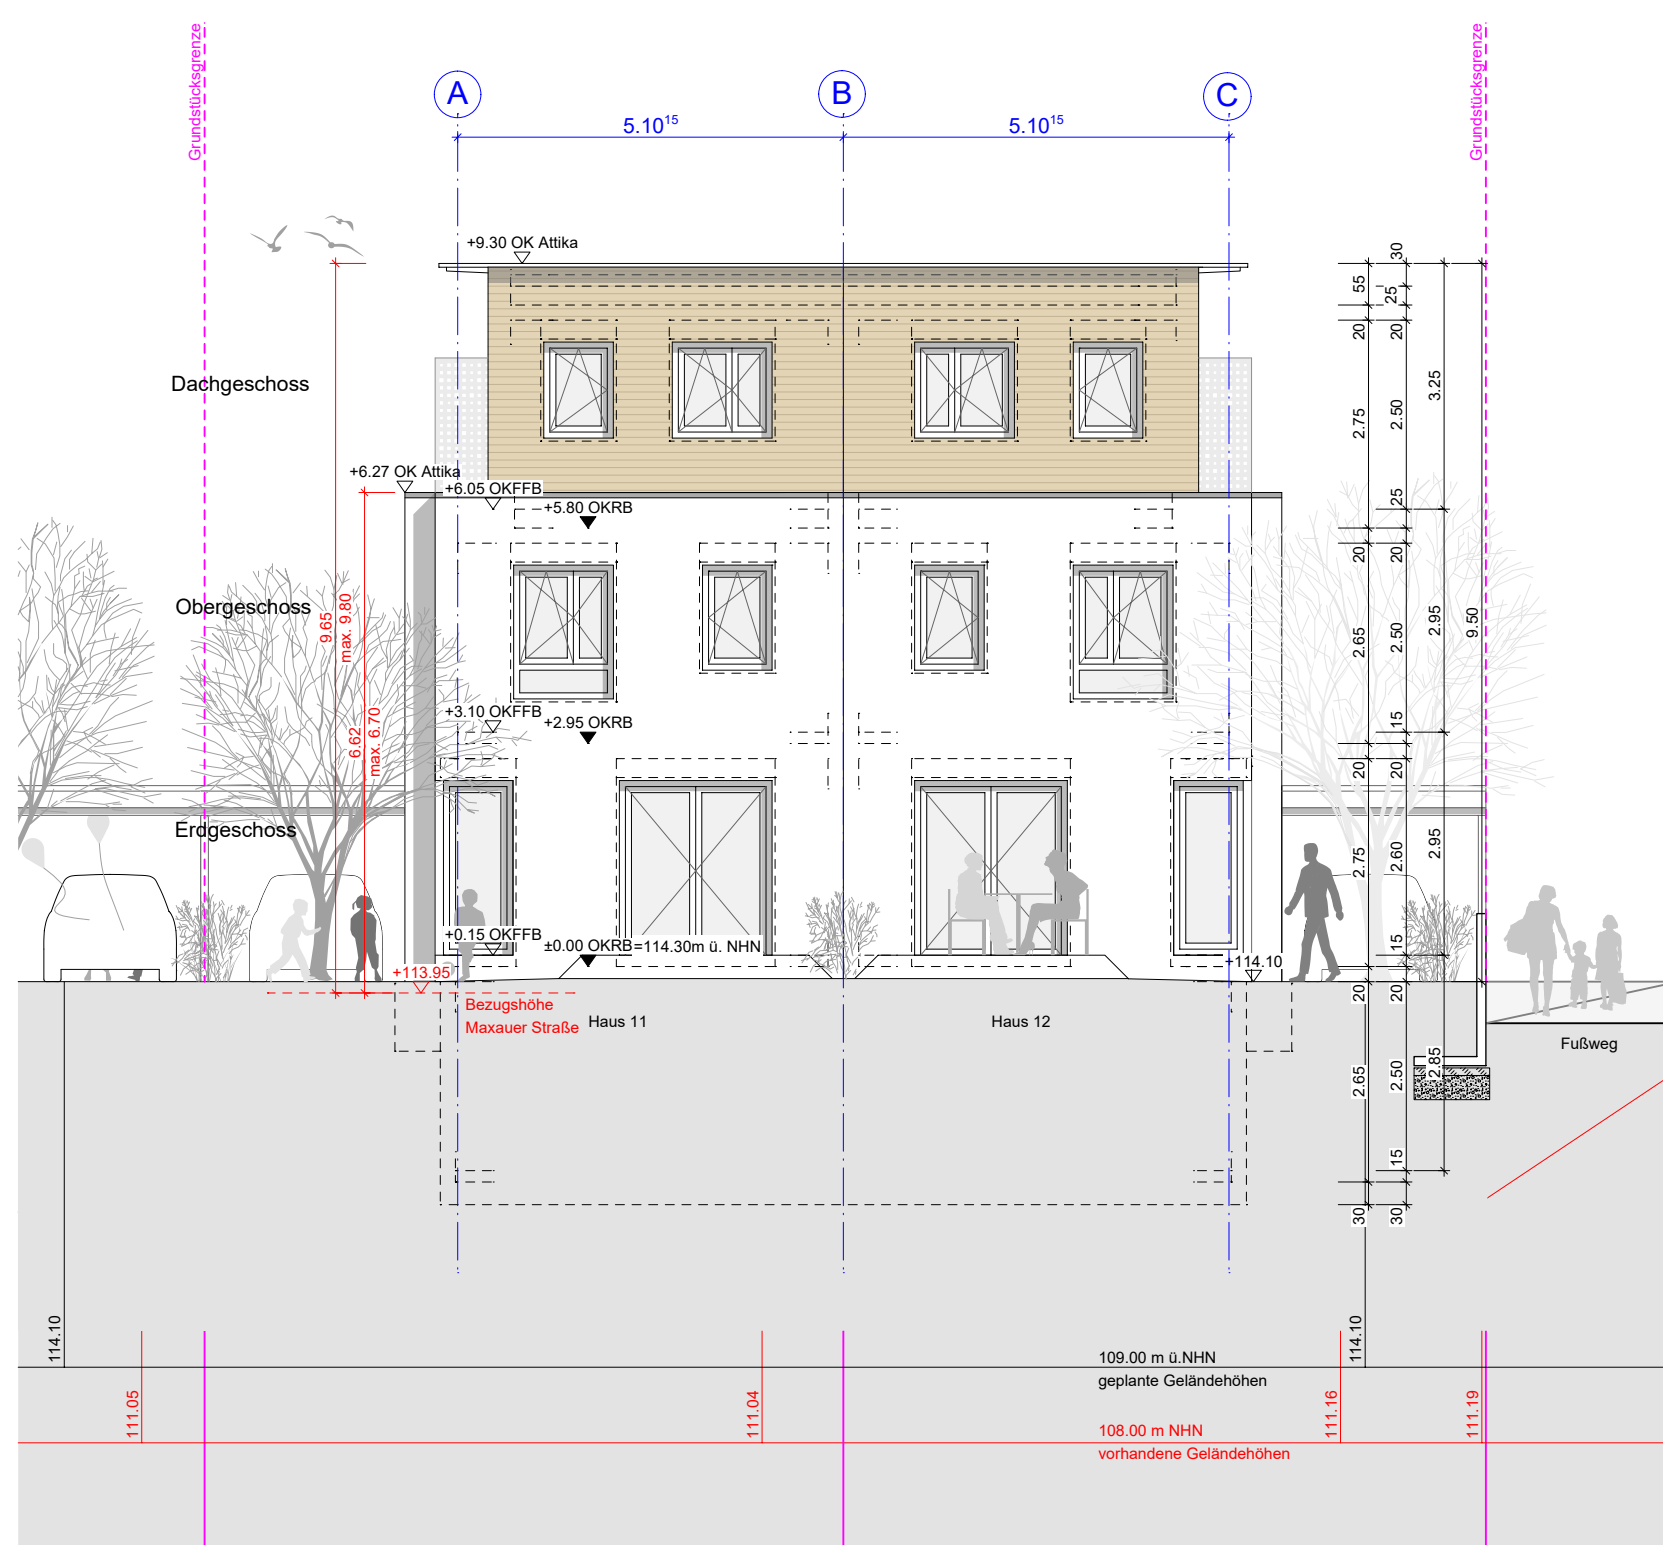 Grundstücksgrenze
Grundstücksgrenze
A
B
C
5.10¹⁵
5.10¹⁵
+9.30 OK Attika
Dachgeschoss
+6.27 OK Attika
+6.05 OKFFB
+5.80 OKRB
Obergeschoss
9.65
max. 9.80
6.62
max. 6.70
+3.10 OKFFB
+2.95 OKRB
Erdgeschoss
+0.15 OKFFB
±0.00 OKRB=114.30m ü. NHN
+113.95
+114.10
Bezugshöhe
Maxauer Straße
Haus 11
Haus 12
Fußweg
55
20
2.75
20
2.65
20
2.75
20
2.65
30
30
25
20
2.50
25
20
2.50
15
20
2.60
15
20
2.50
15
30
3.25
2.95
2.95
2.85
9.50
114.10
114.10
109.00 m ü.NHN
geplante Geländehöhen
111.05
111.04
111.16
111.19
108.00 m NHN
vorhandene Geländehöhen